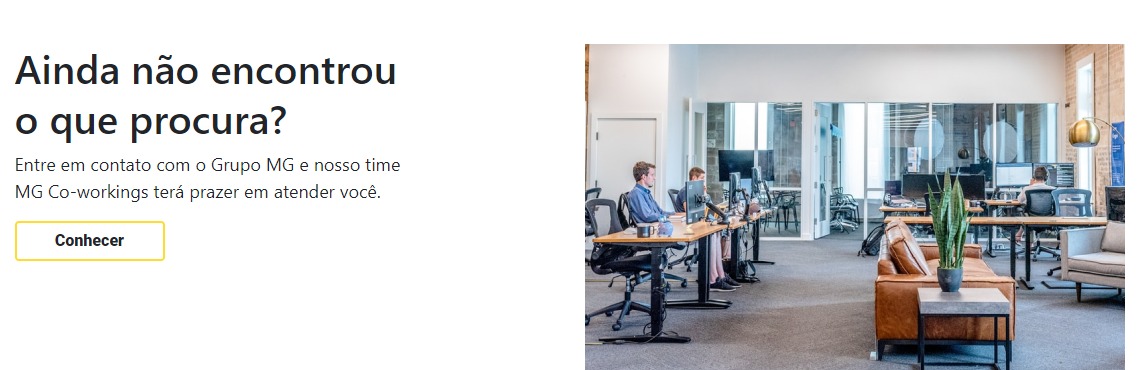 Ainda não encontrou
o que procura?
Entre em contato com o Grupo MG e nosso time
MG Co-workings terá prazer em atender você.
Conhecer